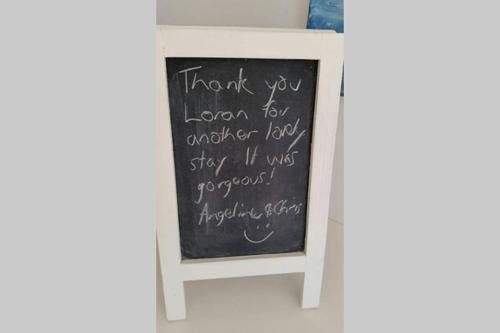 Thank you
Loran for
another lovely
stay It was
gorgeous!
Angeline & Chris